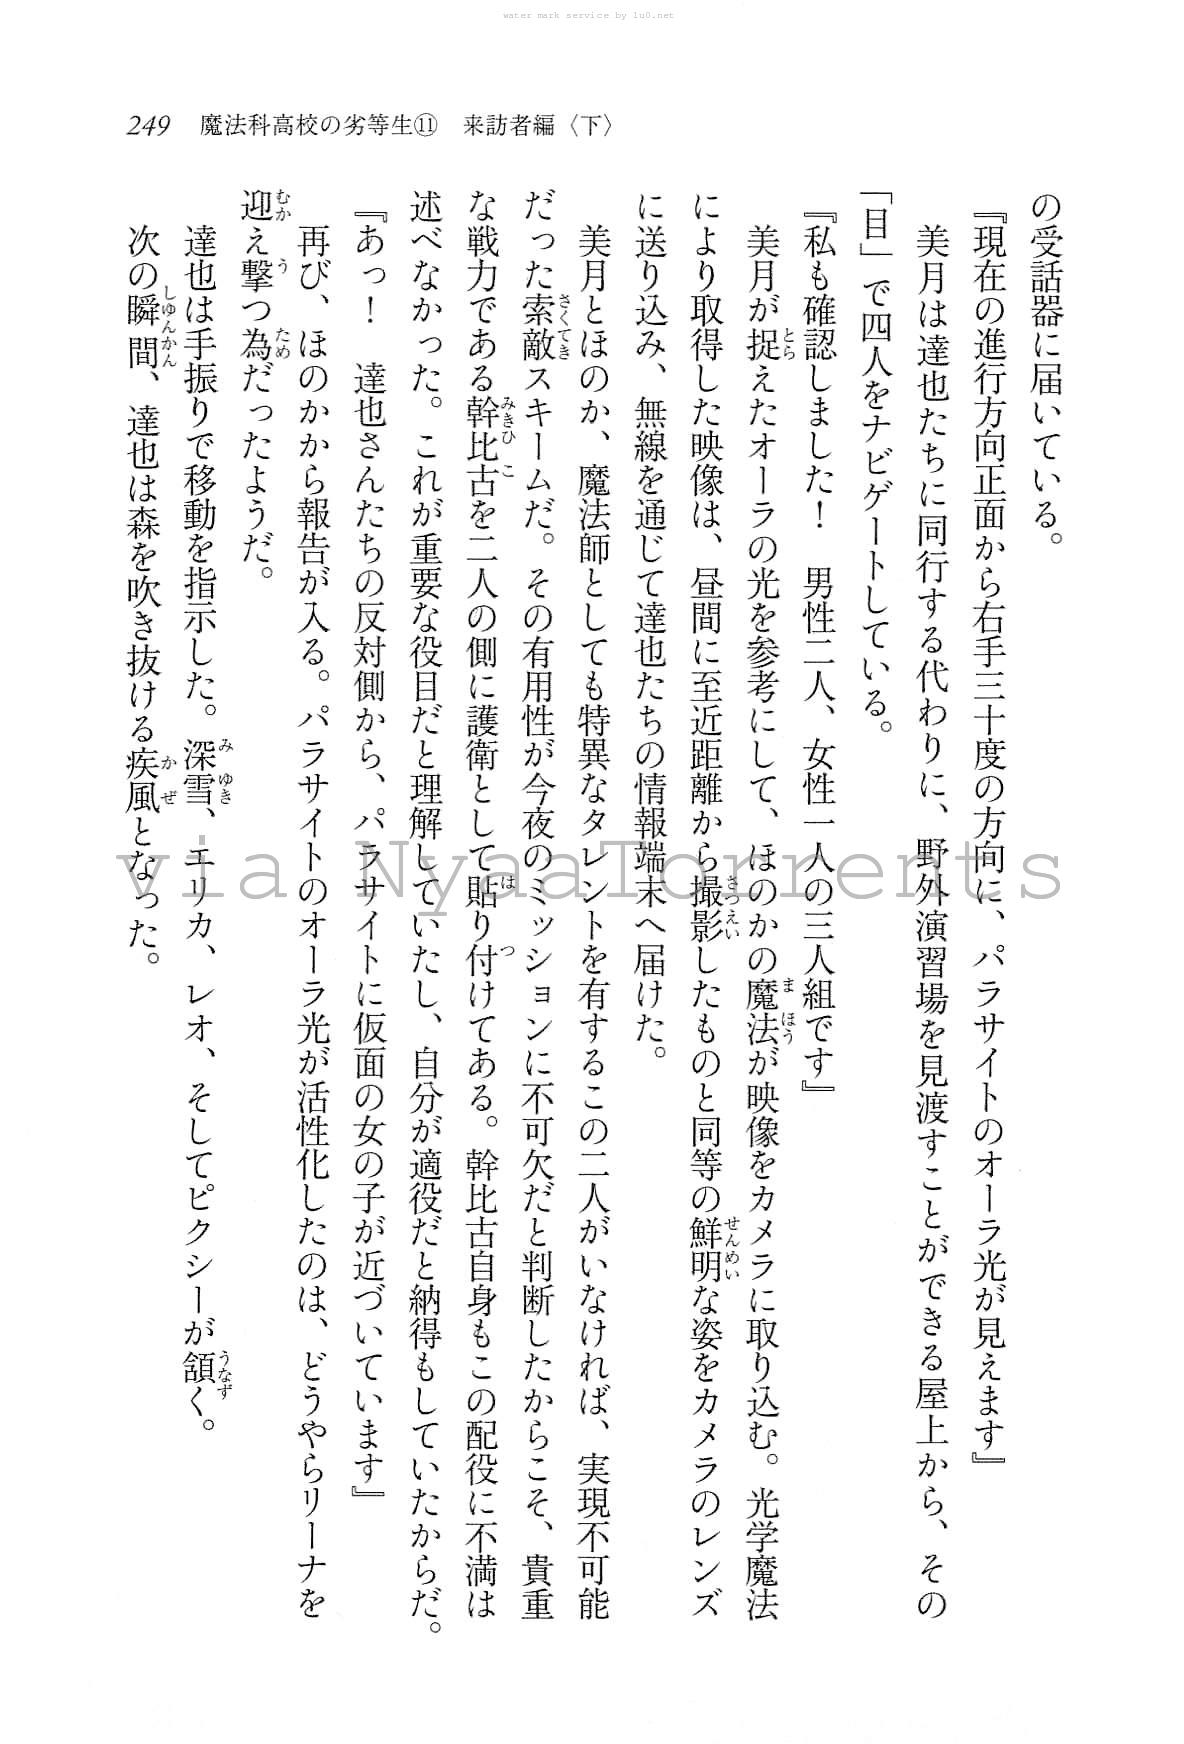 water mark service by lu0.net
249 魔法科高校の劣等生⑪ 来訪者編〈下〉
の受話器に届いている。
『現在の進行方向正面から右手三十度の方向に、パラサイトのオーラ光が見えます』
美月は達也たちに同行する代わりに、野外演習場を見渡すことができる屋上から、その
「目」で四人をナビゲートしている。
『私も確認しました！　男性二人、女性一人の三人組です』
美月が捉えたオーラの光を参考にして、ほのかの魔法が映像をカメラに取り込む。光学魔法
により取得した映像は、昼間に至近距離から撮影したものと同等の鮮明な姿をカメラのレンズ
に送り込み、無線を通じて達也たちの情報端末へ届けた。
美月とほのか、魔法師としても特異なタレントを有するこの二人がいなければ、実現不可能
だった索敵スキームだ。その有用性が今夜のミッションに不可欠だと判断したからこそ、貴重
な戦力である幹比古を二人の側に護衛として貼り付けてある。幹比古自身もこの配役に不満は
述べなかった。これが重要な役目だと理解していたし、自分が適役だと納得もしていたからだ。
『あっ！　達也さんたちの反対側から、パラサイトに仮面の女の子が近づいています』
再び、ほのかから報告が入る。パラサイトのオーラ光が活性化したのは、どうやらリーナを
迎え撃つ為だったようだ。
達也は手振りで移動を指示した。深雪、エリカ、レオ、そしてピクシーが頷く。
次の瞬間、達也は森を吹き抜ける疾風となった。
via NyaaTorrents